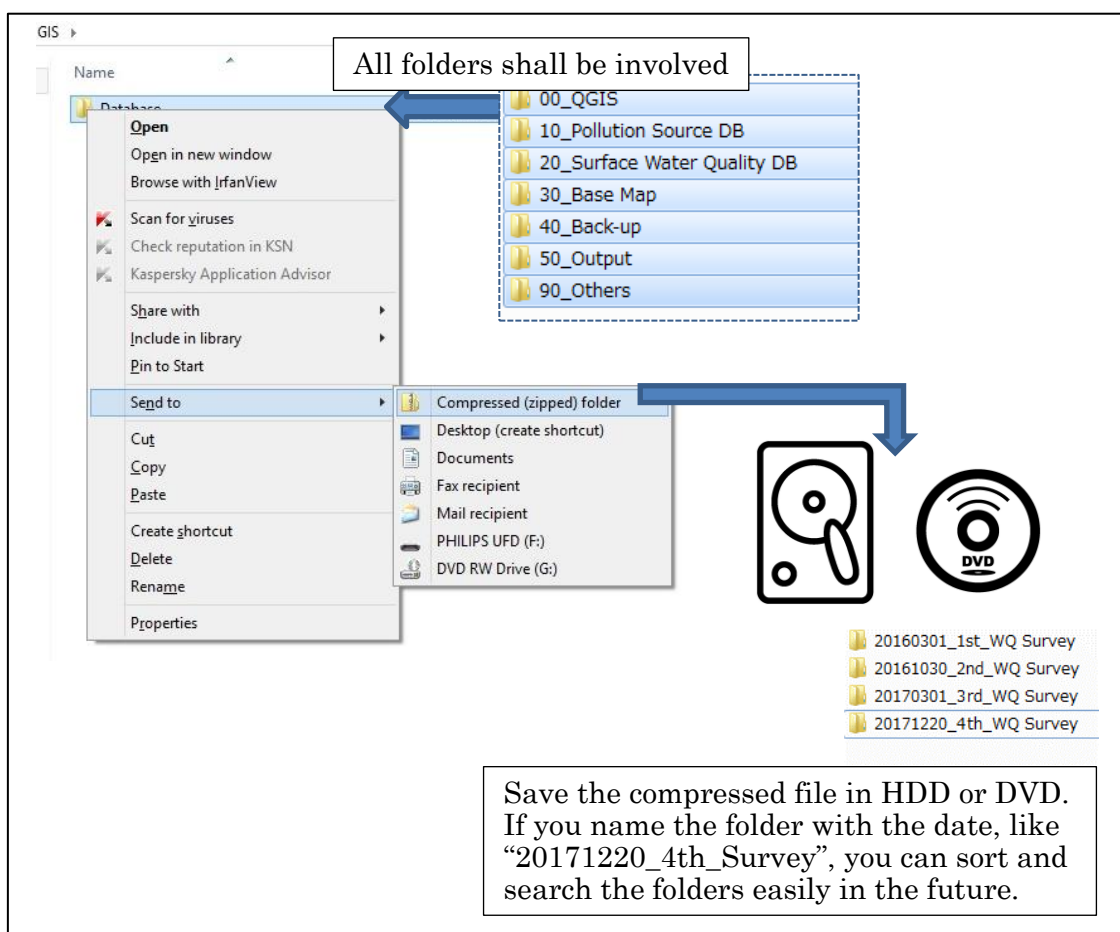 GIS
All folders shall be involved
Name
Database
00_QGIS
10_Pollution Source DB
20_Surface Water Quality DB
30_Base Map
40_Back-up
50_Output
90_Others
Open
Open in new window
Browse with IrfanView
Scan for viruses
Check reputation in KSN
Kaspersky Application Advisor
Share with
Include in library
Pin to Start
Send to
Cut
Copy
Paste
Create shortcut
Delete
Rename
Properties
Compressed (zipped) folder
Desktop (create shortcut)
Documents
Fax recipient
Mail recipient
PHILIPS UFD (F:)
DVD RW Drive (G:)
DVD
20160301_1st_WQ Survey
20161030_2nd_WQ Survey
20170301_3rd_WQ Survey
20171220_4th_WQ Survey
Save the compressed file in HDD or DVD.
If you name the folder with the date, like
“20171220_4th_Survey”, you can sort and
search the folders easily in the future.